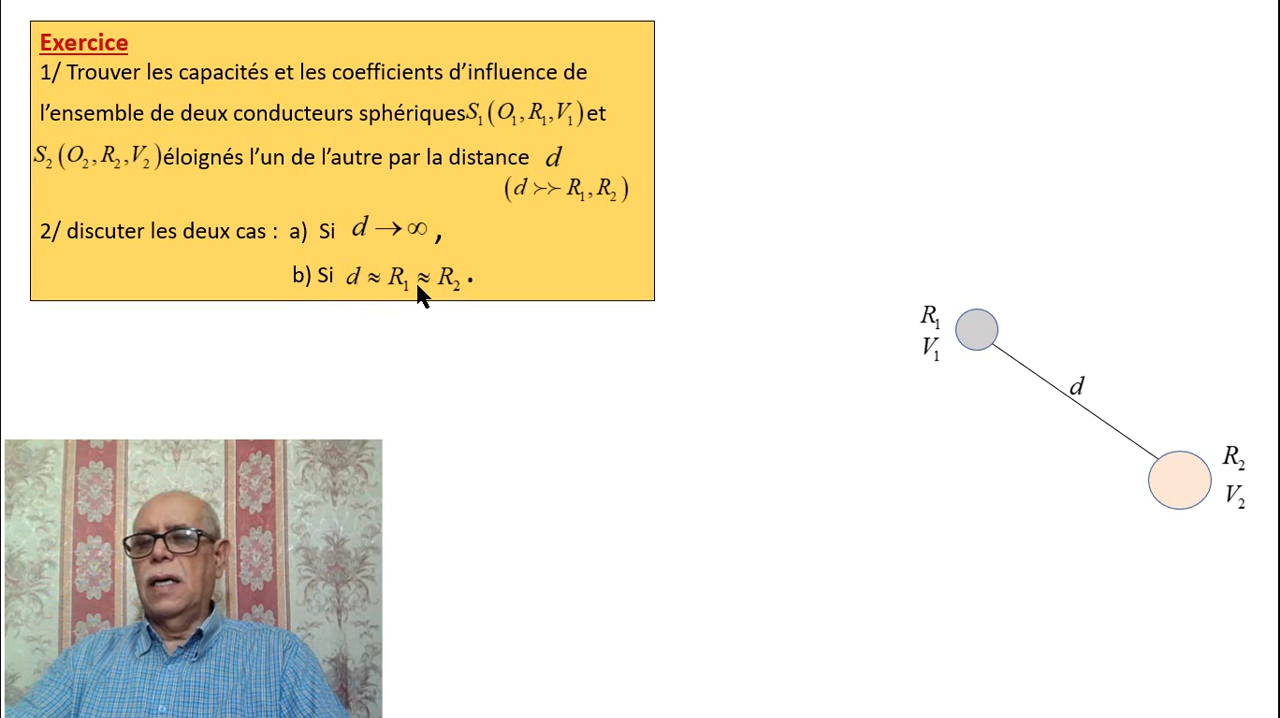 Exercice
1/ Trouver les capacités et les coefficients d’influence de
l’ensemble de deux conducteurs sphériques S₁(O₁,R₁,V₁) et
S₂(O₂,R₂,V₂) éloignés l’un de l’autre par la distance d
(d ≻≻ R₁,R₂)
2/ discuter les deux cas : a) Si d → ∞ ,
b) Si d ≈ R₁ ≈ R₂ .
R₁
V₁
d
R₂
V₂